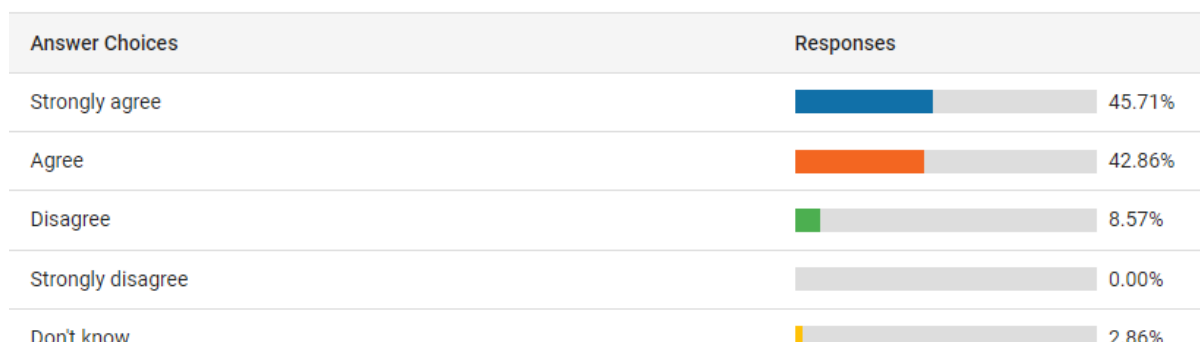 Answer Choices Responses
Strongly agree 45.71%
Agree 42.86%
Disagree 8.57%
Strongly disagree 0.00%
Don't know 2.86%